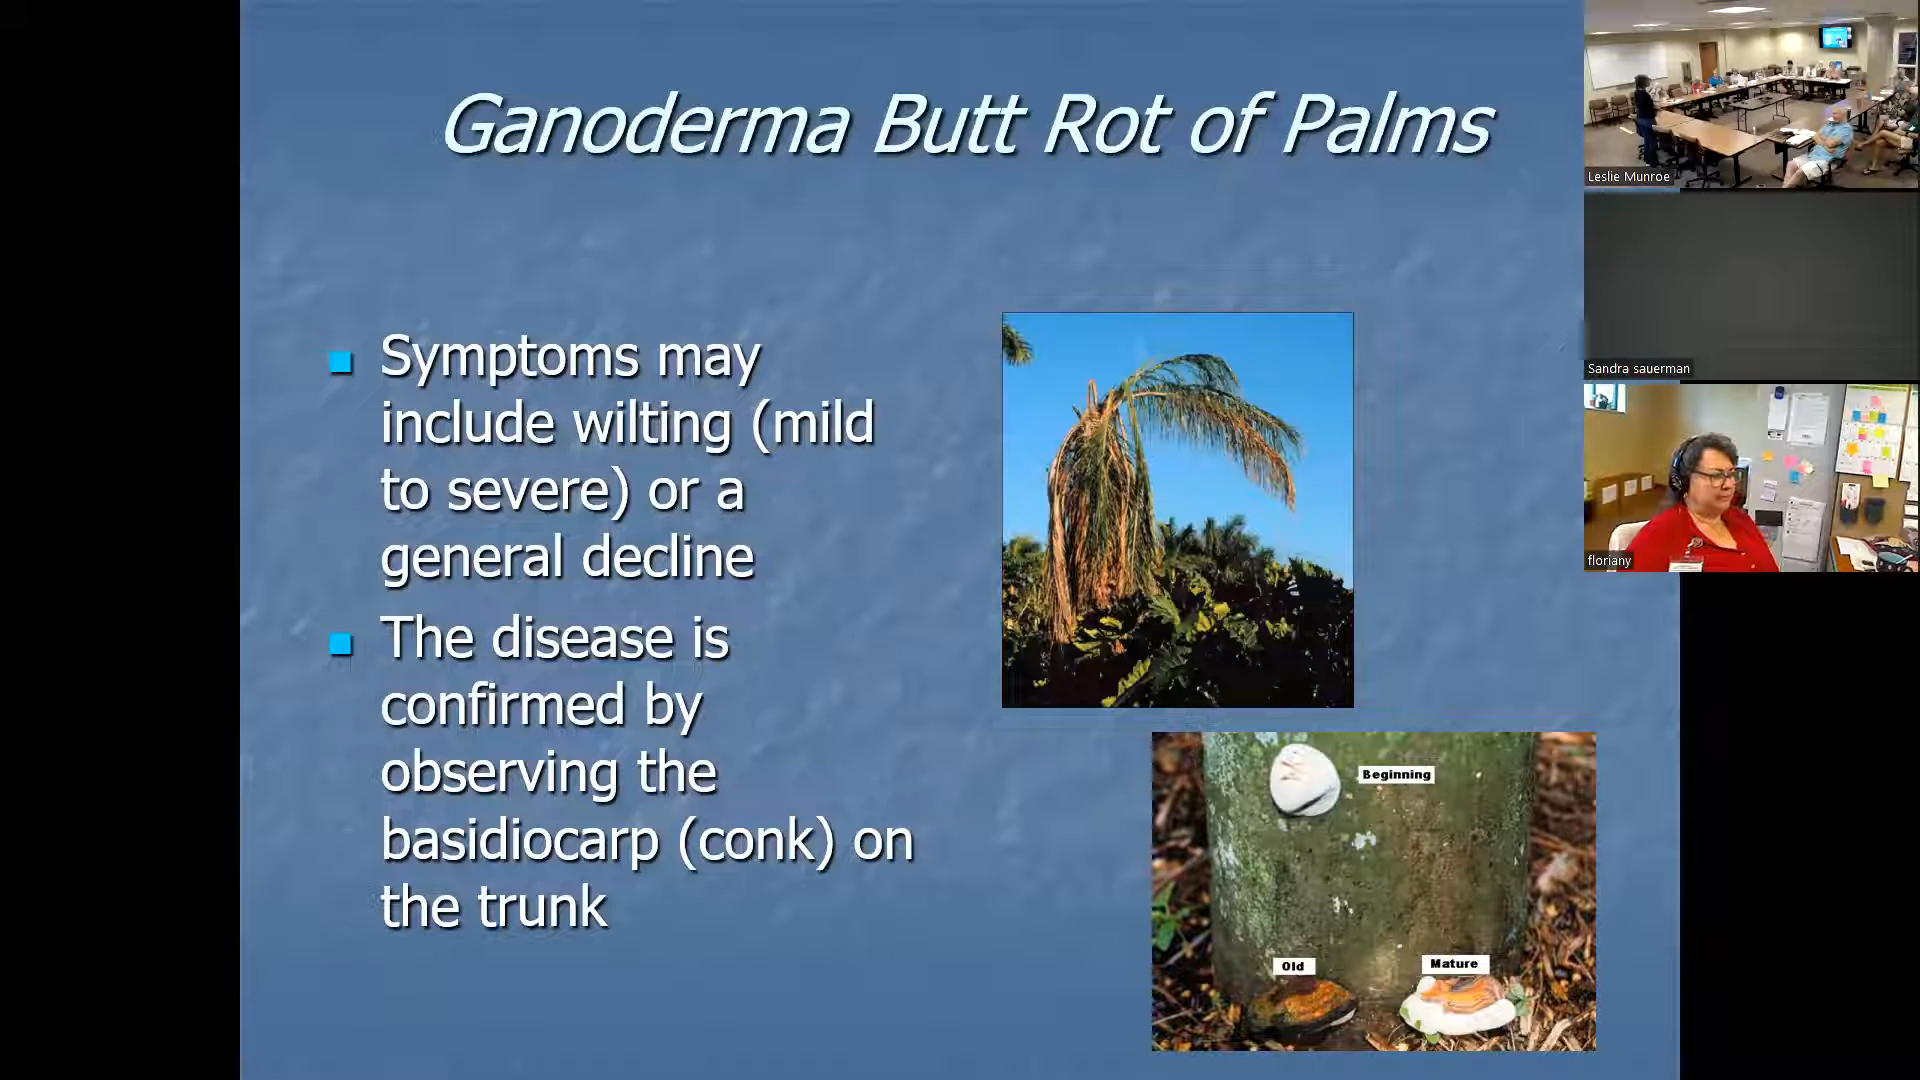 Ganoderma Butt Rot of Palms
Symptoms may
include wilting (mild
to severe) or a
general decline
The disease is
confirmed by
observing the
basidiocarp (conk) on
the trunk
Beginning
Old
Mature
Leslie Munroe
Sandra sauerman
floriany